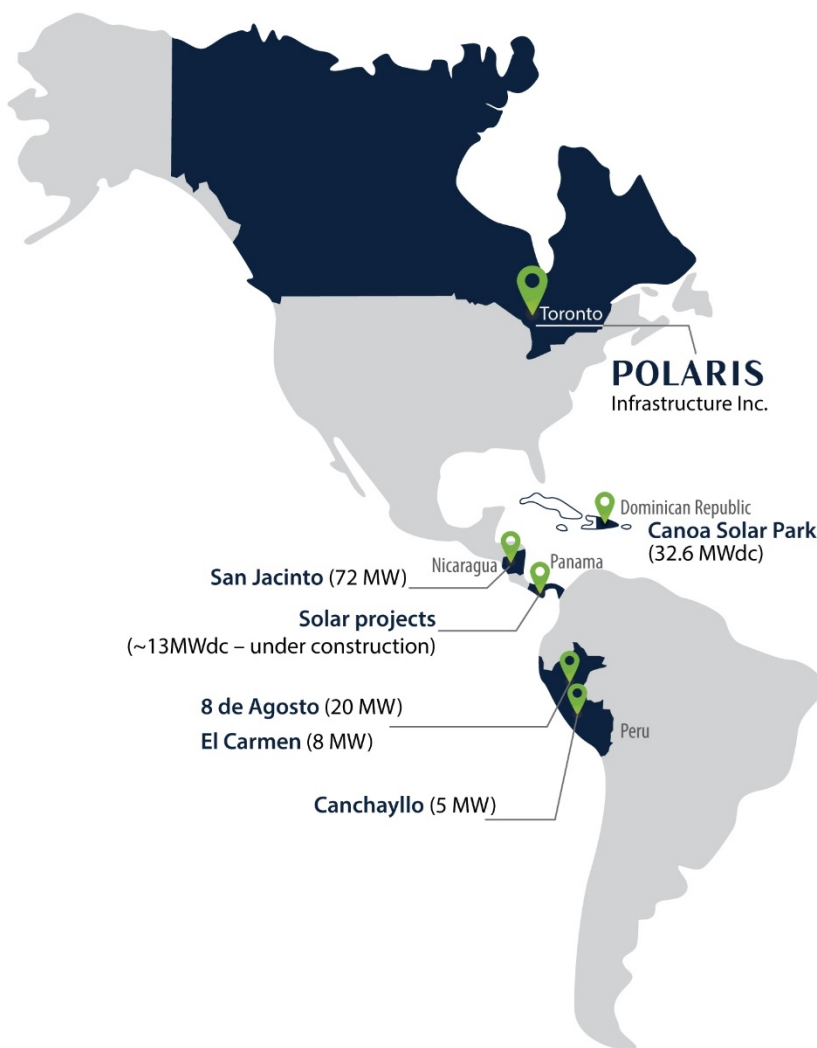 Toronto
POLARIS
Infrastructure Inc.
Dominican Republic
Canoa Solar Park
(32.6 MWdc)
Nicaragua
Panama
San Jacinto (72 MW)
Solar projects
(~13MWdc – under construction)
8 de Agosto (20 MW)
El Carmen (8 MW)
Peru
Canchayllo (5 MW)